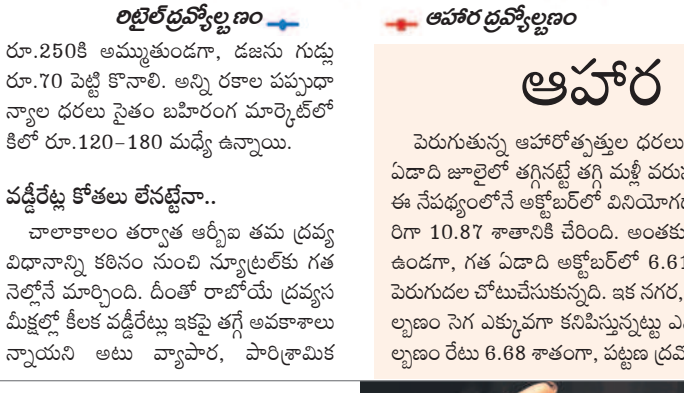 రిటైల్ ద్రవ్యోల్బణం
ఆహార ద్రవ్యోల్బణం
రూ.250కి అమ్ముతుండగా, డజను గుడ్లు
రూ.70 పెట్టి కొనాలి. అన్ని రకాల పప్పుధా
న్యాల ధరలు సైతం బహిరంగ మార్కెట్‌లో
కిలో రూ.120-180 మధ్యే ఉన్నాయి.
వడ్డీరేట్ల కోతలు లేనట్టేనా..
చాలాకాలం తర్వాత ఆర్బీఐ తమ ద్రవ్య
విధానాన్ని కఠినం నుంచి న్యూట్రల్‌కు గత
నెల్లోనే మార్చింది. దీంతో రాబోయే ద్రవ్యస
మీక్షల్లో కీలక వడ్డీరేట్లు ఇకపై తగ్గే అవకాశాలు
న్నాయని అటు వ్యాపార, పారిశ్రామిక
ఆహార
పెరుగుతున్న ఆహారోత్పత్తుల ధరలు
ఏడాది జూలైలో తగ్గినట్టే తగ్గి మళ్లీ
ఈ నేపథ్యంలోనే అక్టోబర్‌లో
రిగా 10.87 శాతానికి చేరింది.
ఉండగా, గత ఏడాది అక్టోబర్‌లో 6.61
పెరుగుదల చోటుచేసుకున్నది. ఇక నగర,
ల్బణం సెగ ఎక్కువగా కనిపిస్తున్నట్టు
ల్బణం రేటు 6.68 శాతంగా, పట్టణ